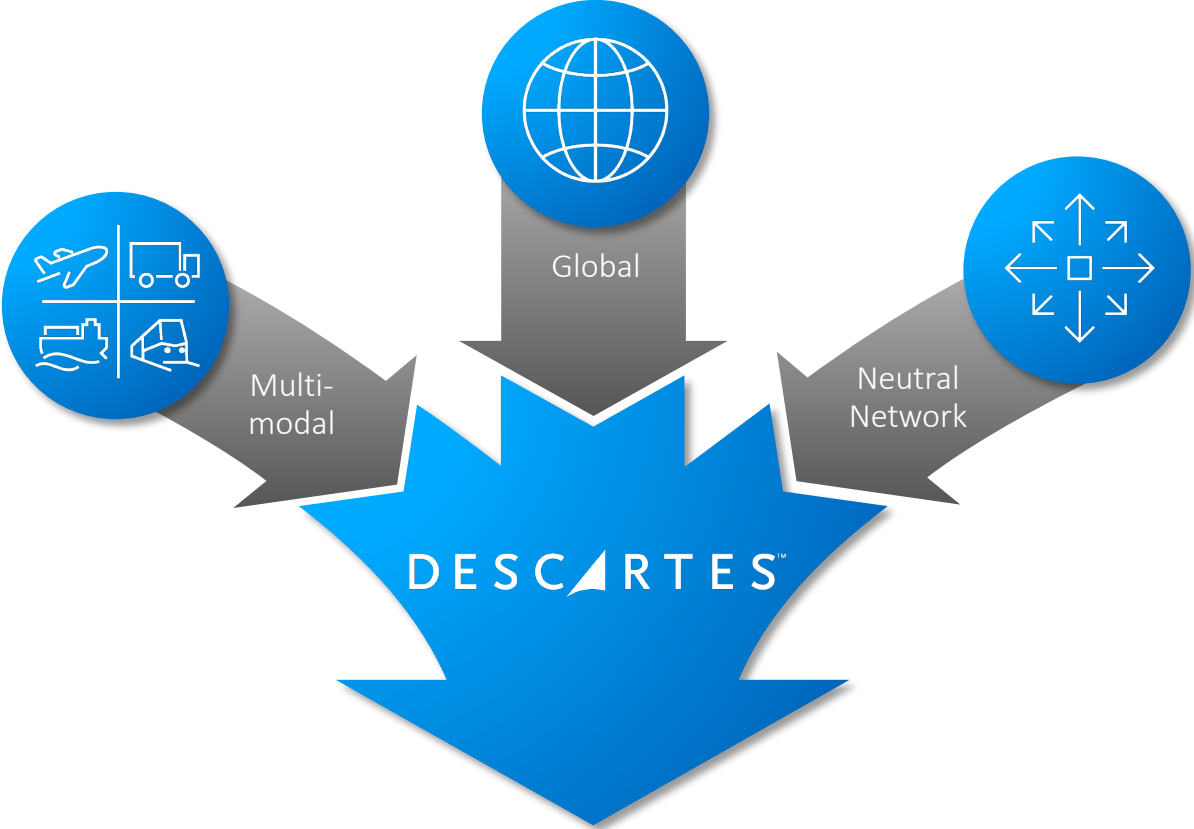 Global
Multi-
modal
Neutral
Network
DESCARTES™